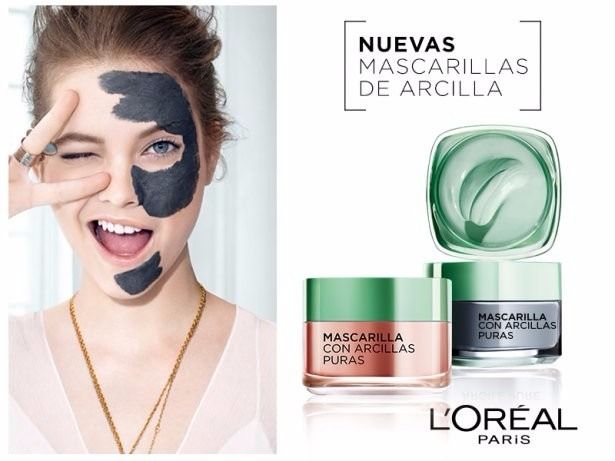 NUEVAS
MASCARILLAS
DE ARCILLA
MASCARILLA
CON ARCILLAS
PURAS
MASCARILLA
CON ARCILLAS
PURAS
L'ORÉAL
PARiS